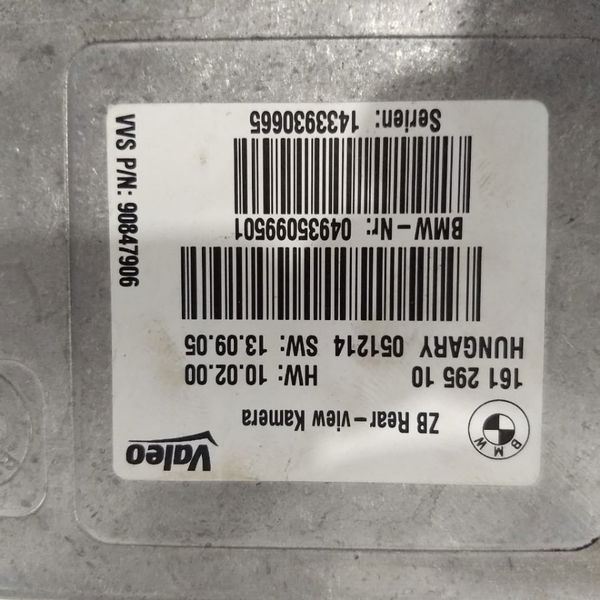 BMW
ZB Rear-view Kamera
Valeo
161 295 10
HW: 10.02.00
HUNGARY 051214 SW: 13.09.05
BMW-Nr: 04935099501
Serien: 1433930665
VVS P/N: 90847906